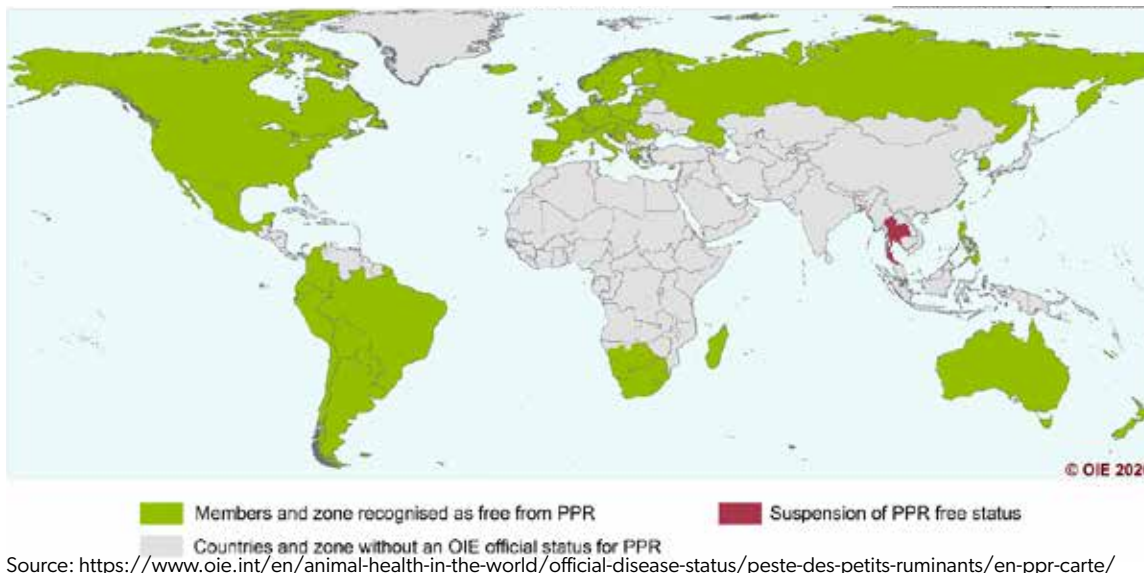 © OIE 2020
Members and zone recognised as free from PPR
Suspension of PPR free status
Countries and zone without an OIE official status for PPR
Source: https://www.oie.int/en/animal-health-in-the-world/official-disease-status/peste-des-petits-ruminants/en-ppr-carte/